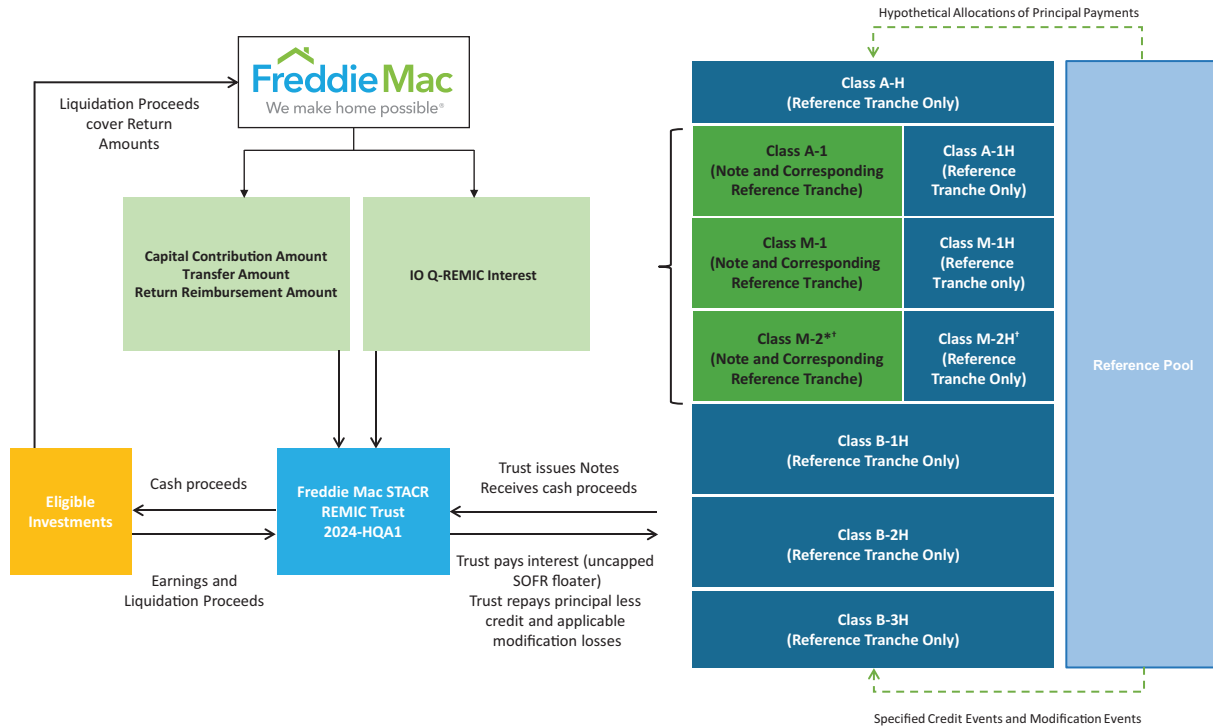 Hypothetical Allocations of Principal Payments
Freddie Mac
We make home possible®
Liquidation Proceeds
cover Return
Amounts
Capital Contribution Amount
Transfer Amount
Return Reimbursement Amount
IO Q-REMIC Interest
Eligible
Investments
Cash proceeds
Earnings and
Liquidation Proceeds
Freddie Mac STACR
REMIC Trust
2024-HQA1
Trust issues Notes
Receives cash proceeds
Trust pays interest (uncapped
SOFR floater)
Trust repays principal less
credit and applicable
modification losses
Class A-H
(Reference Tranche Only)
Class A-1
(Note and Corresponding
Reference Tranche)
Class A-1H
(Reference
Tranche Only)
Class M-1
(Note and Corresponding
Reference Tranche)
Class M-1H
(Reference
Tranche only)
Class M-2*†
(Note and Corresponding
Reference Tranche)
Class M-2H†
(Reference
Tranche Only)
Class B-1H
(Reference Tranche Only)
Class B-2H
(Reference Tranche Only)
Class B-3H
(Reference Tranche Only)
Reference Pool
Specified Credit Events and Modification Events